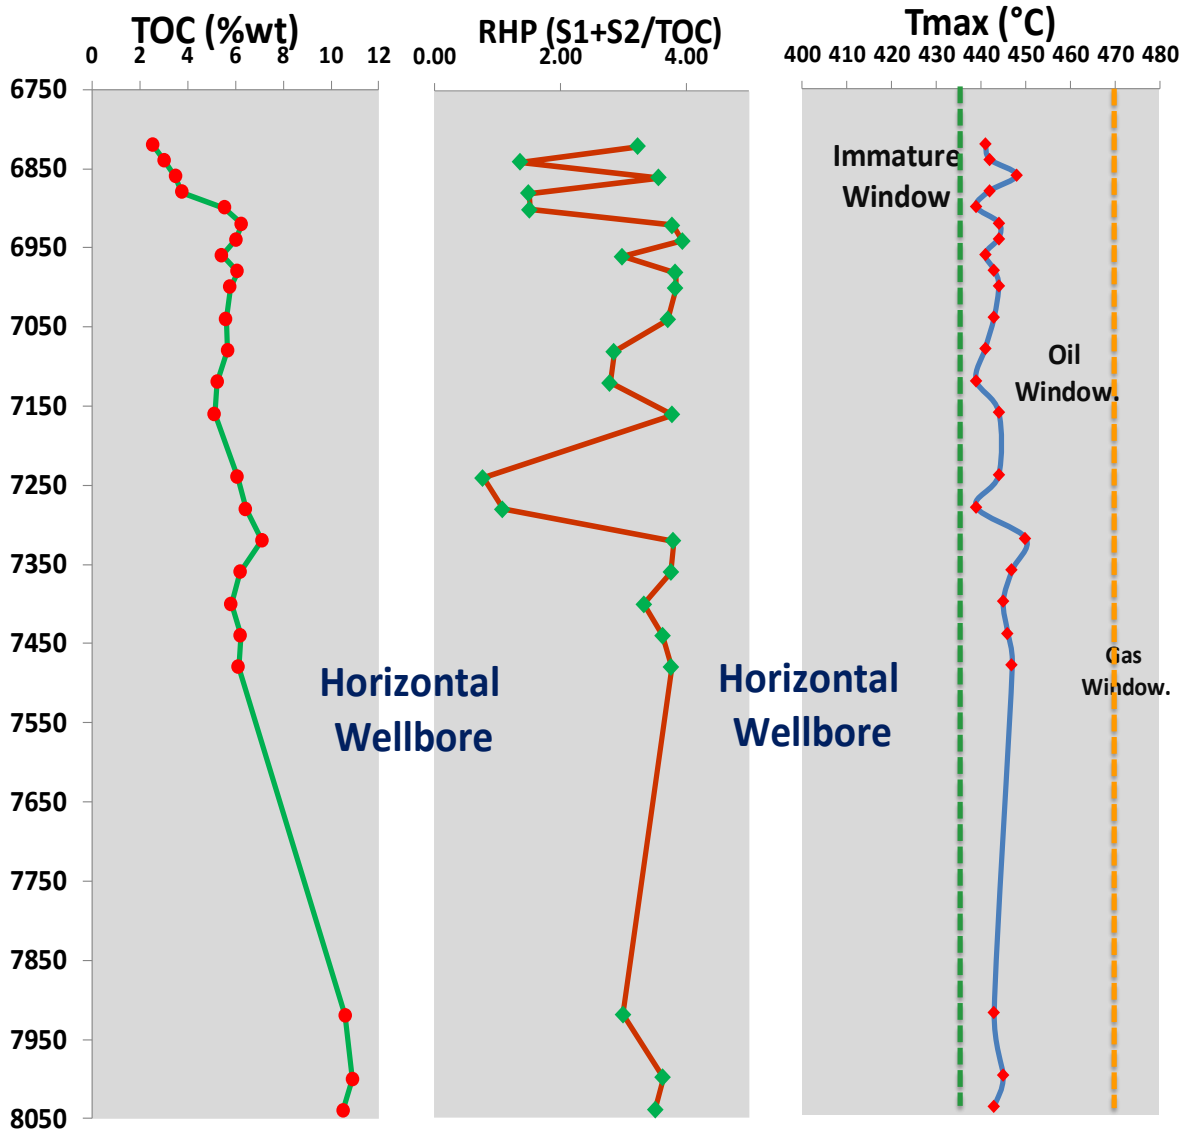 TOC (%wt)
0 2 4 6 8 10 12
RHP (S1+S2/TOC)
0.00 2.00 4.00
Tmax (°C)
400 410 420 430 440 450 460 470 480
6750
6850
6950
7050
7150
7250
7350
7450
7550
7650
7750
7850
7950
8050
Horizontal
Wellbore
Horizontal
Wellbore
Immature
Window
Oil
Window.
Gas
Window.